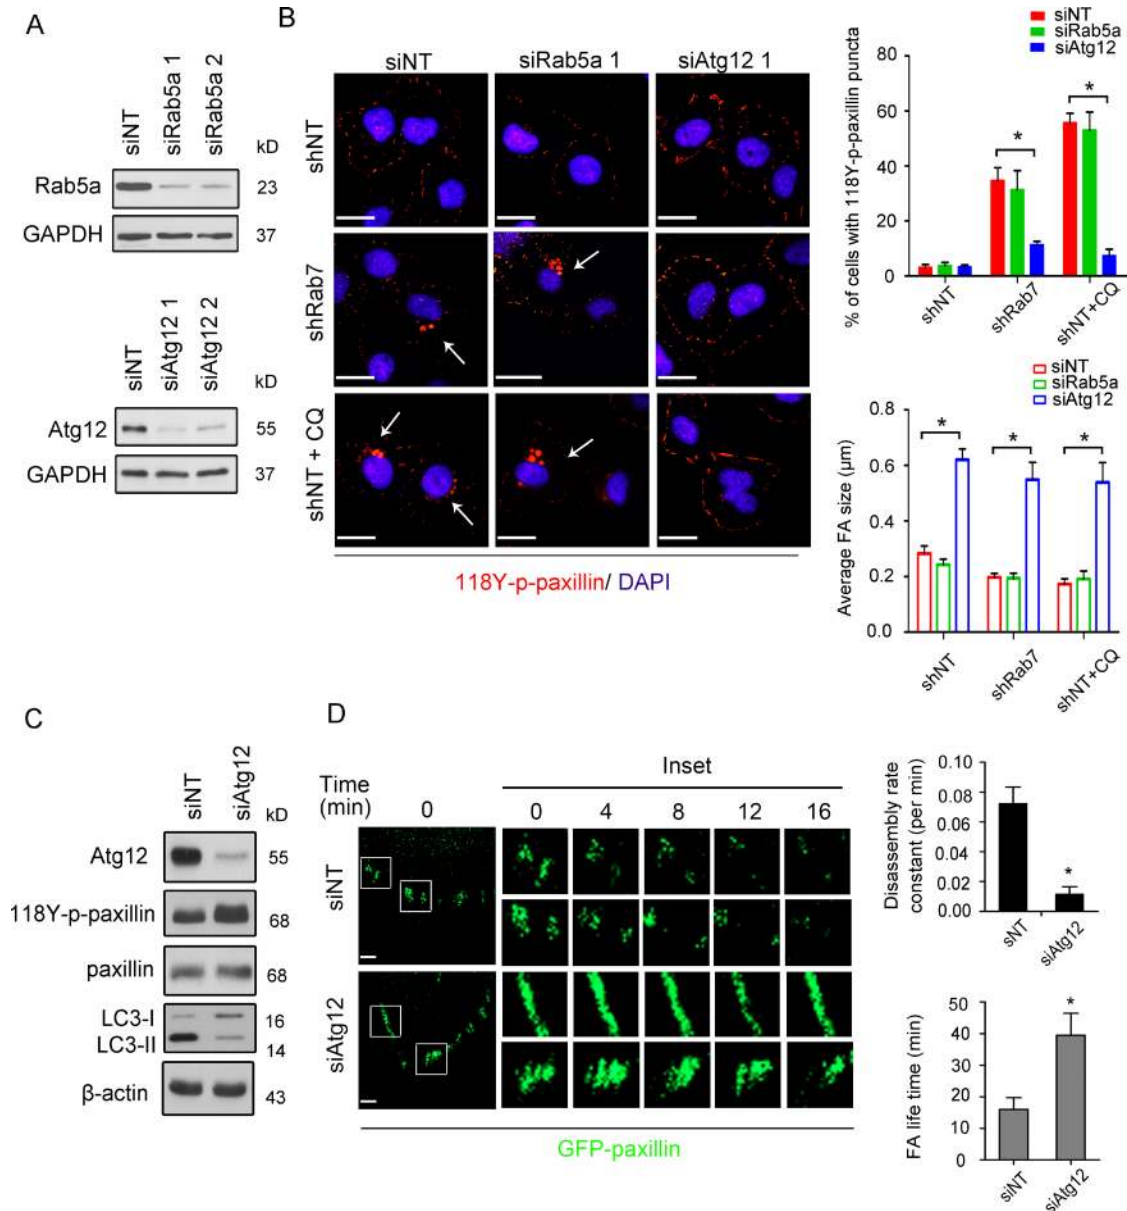 A
siNT
siRab5a 1
siRab5a 2
kD
Rab5a
23
GAPDH
37
siNT
siAtg12 1
siAtg12 2
kD
Atg12
55
GAPDH
37
B
siNT
siRab5a 1
siAtg12 1
shNT
shRab7
shNT + CQ
118Y-p-paxillin/ DAPI
siNT
siRab5a
siAtg12
% of cells with 118Y-p-paxillin puncta
80
60
40
20
0
*
*
shNT
shRab7
shNT+CQ
siNT
siRab5a
siAtg12
Average FA size (μm)
0.8
0.6
0.4
0.2
0.0
*
*
*
shNT
shRab7
shNT+CQ
C
siNT
siAtg12
kD
Atg12
55
118Y-p-paxillin
68
paxillin
68
LC3-I
16
LC3-II
14
β-actin
43
D
Time
(min)
0
Inset
0 4 8 12 16
siNT
siAtg12
GFP-paxillin
Disassembly rate
constant (per min)
0.10
0.08
0.06
0.04
0.02
0.00
*
sNT
siAtg12
FA life time (min)
50
40
30
20
10
0
*
siNT
siAtg12